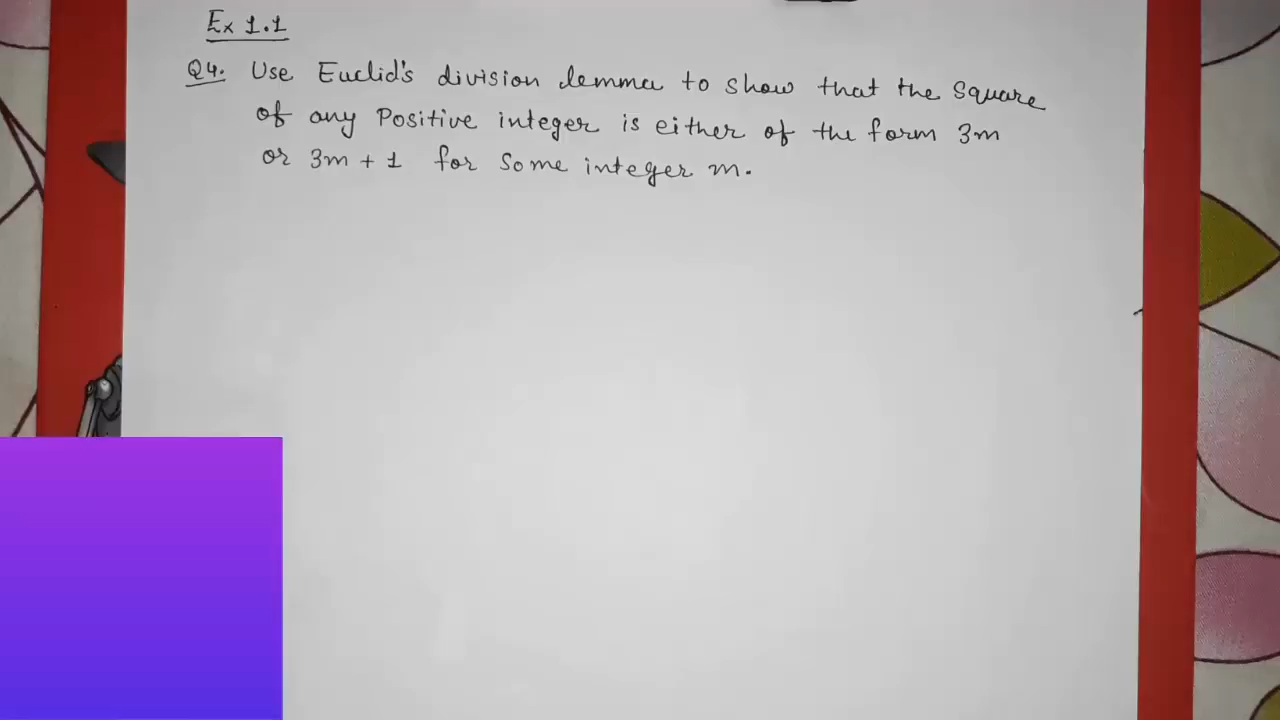 Ex 1.1
Q4. Use Euclid's division lemma to show that the square
of any Positive integer is either of the form 3m
or 3m + 1 for some integer m.